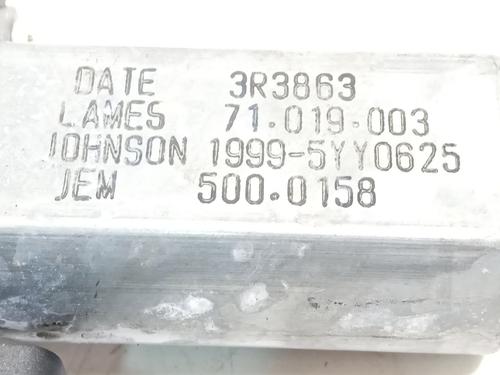 DATE 3R3863
LAMES 71.019.003
JOHNSON 1999-5YY0625
JEM 500.0158